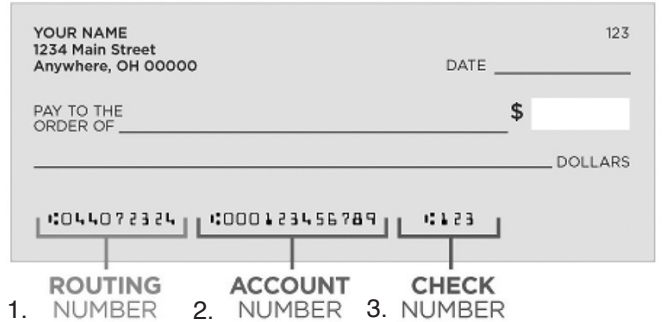 YOUR NAME 123
1234 Main Street
Anywhere, OH 00000
DATE
PAY TO THE
ORDER OF $
DOLLARS
⑆044072324 ⑆000123456789 ⑆123
1. ROUTING NUMBER
2. ACCOUNT NUMBER
3. CHECK NUMBER